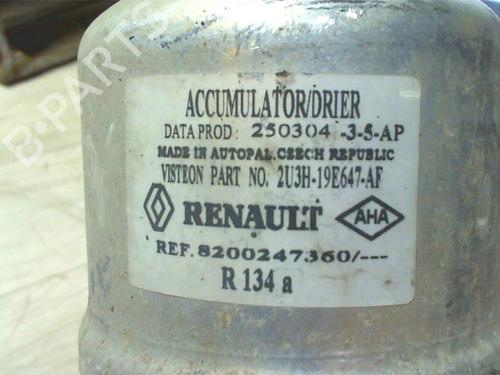 B-PARTS
ACCUMULATOR/DRIER
DATA PROD: 250304 -3-5-AP
MADE IN AUTOPAL.CZECH REPUBLIC
VISTEON PART NO. 2U3H-19E647-AF
RENAULT AHA
REF.8200247360/---
R 134 a